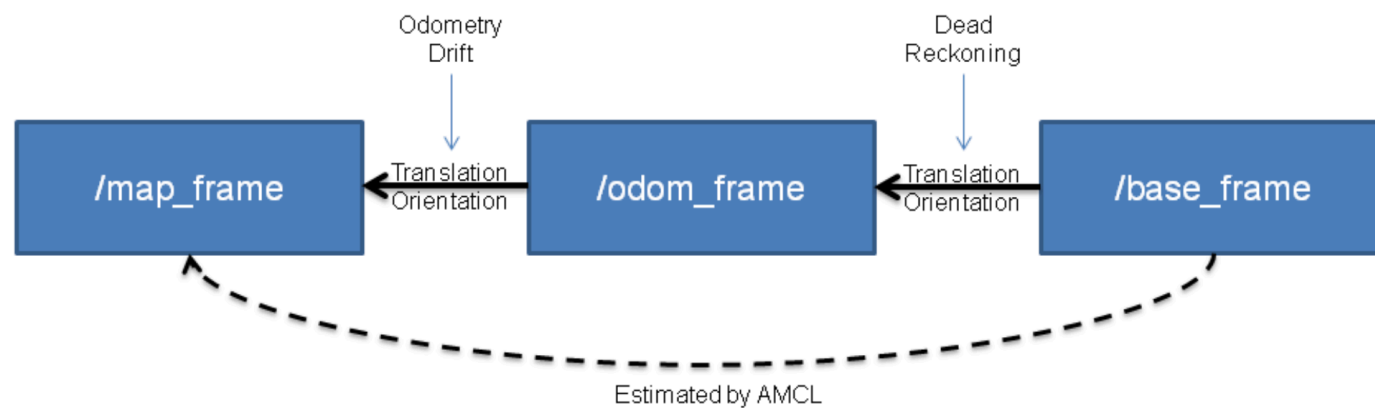 Odometry
Drift
Dead
Reckoning
/map_frame
Translation
Orientation
/odom_frame
Translation
Orientation
/base_frame
Estimated by AMCL